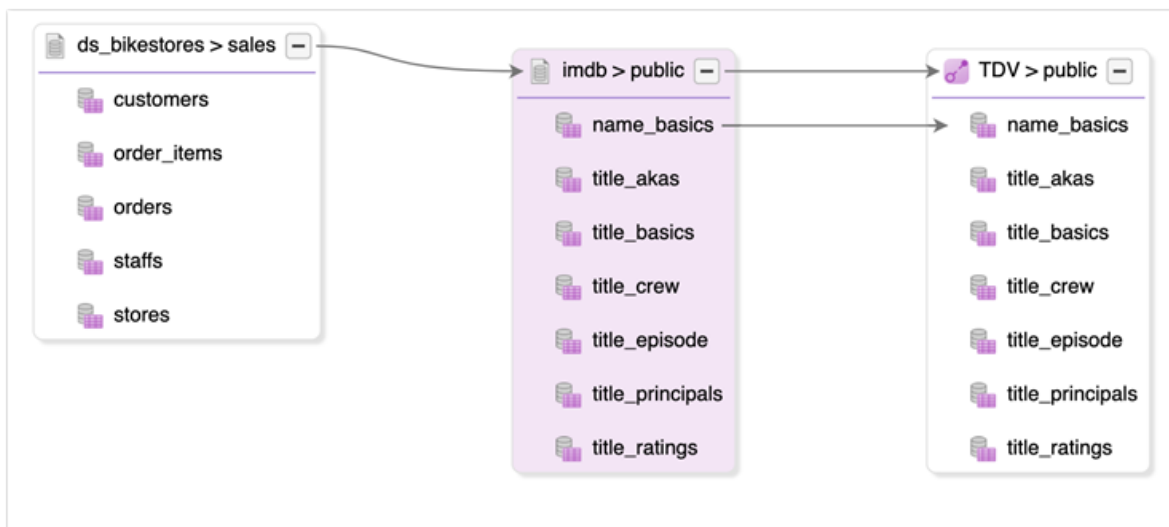 ds_bikestores > sales
customers
order_items
orders
staffs
stores
imdb > public
name_basics
title_akas
title_basics
title_crew
title_episode
title_principals
title_ratings
TDV > public
name_basics
title_akas
title_basics
title_crew
title_episode
title_principals
title_ratings